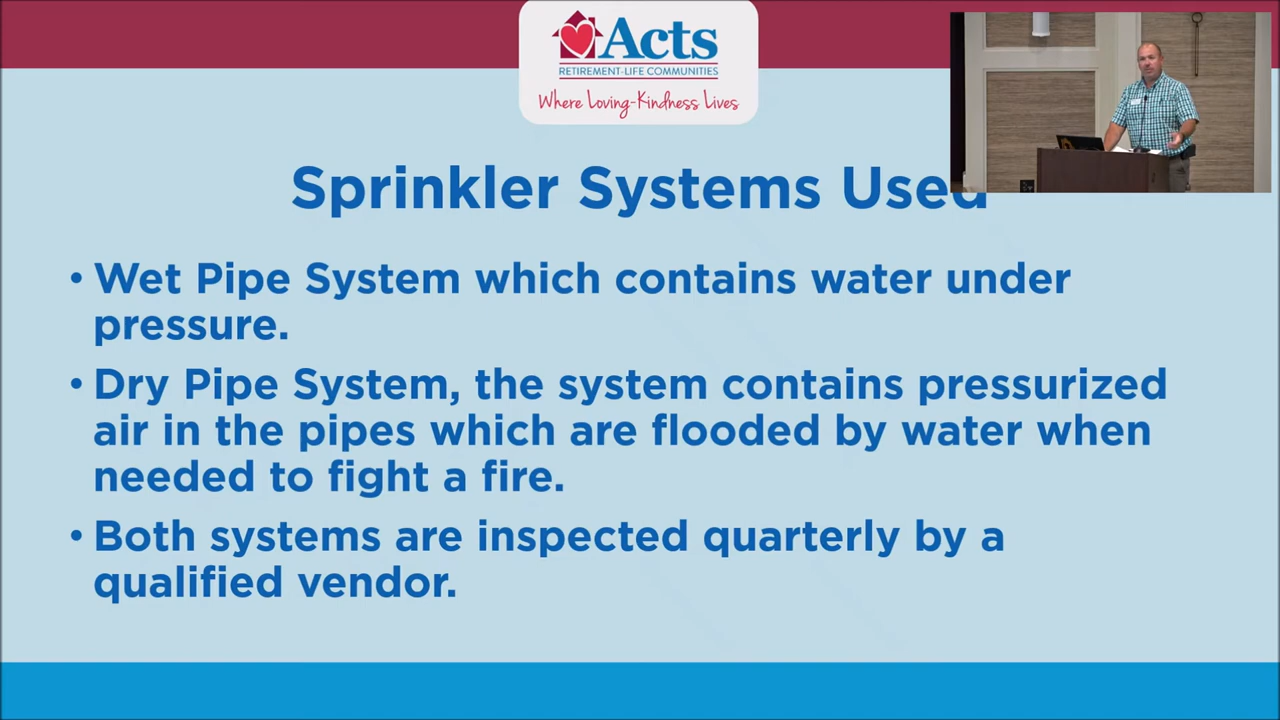 Acts
RETIREMENT-LIFE COMMUNITIES
Where Loving-Kindness Lives
Sprinkler Systems Used
• Wet Pipe System which contains water under
pressure.
• Dry Pipe System, the system contains pressurized
air in the pipes which are flooded by water when
needed to fight a fire.
• Both systems are inspected quarterly by a
qualified vendor.